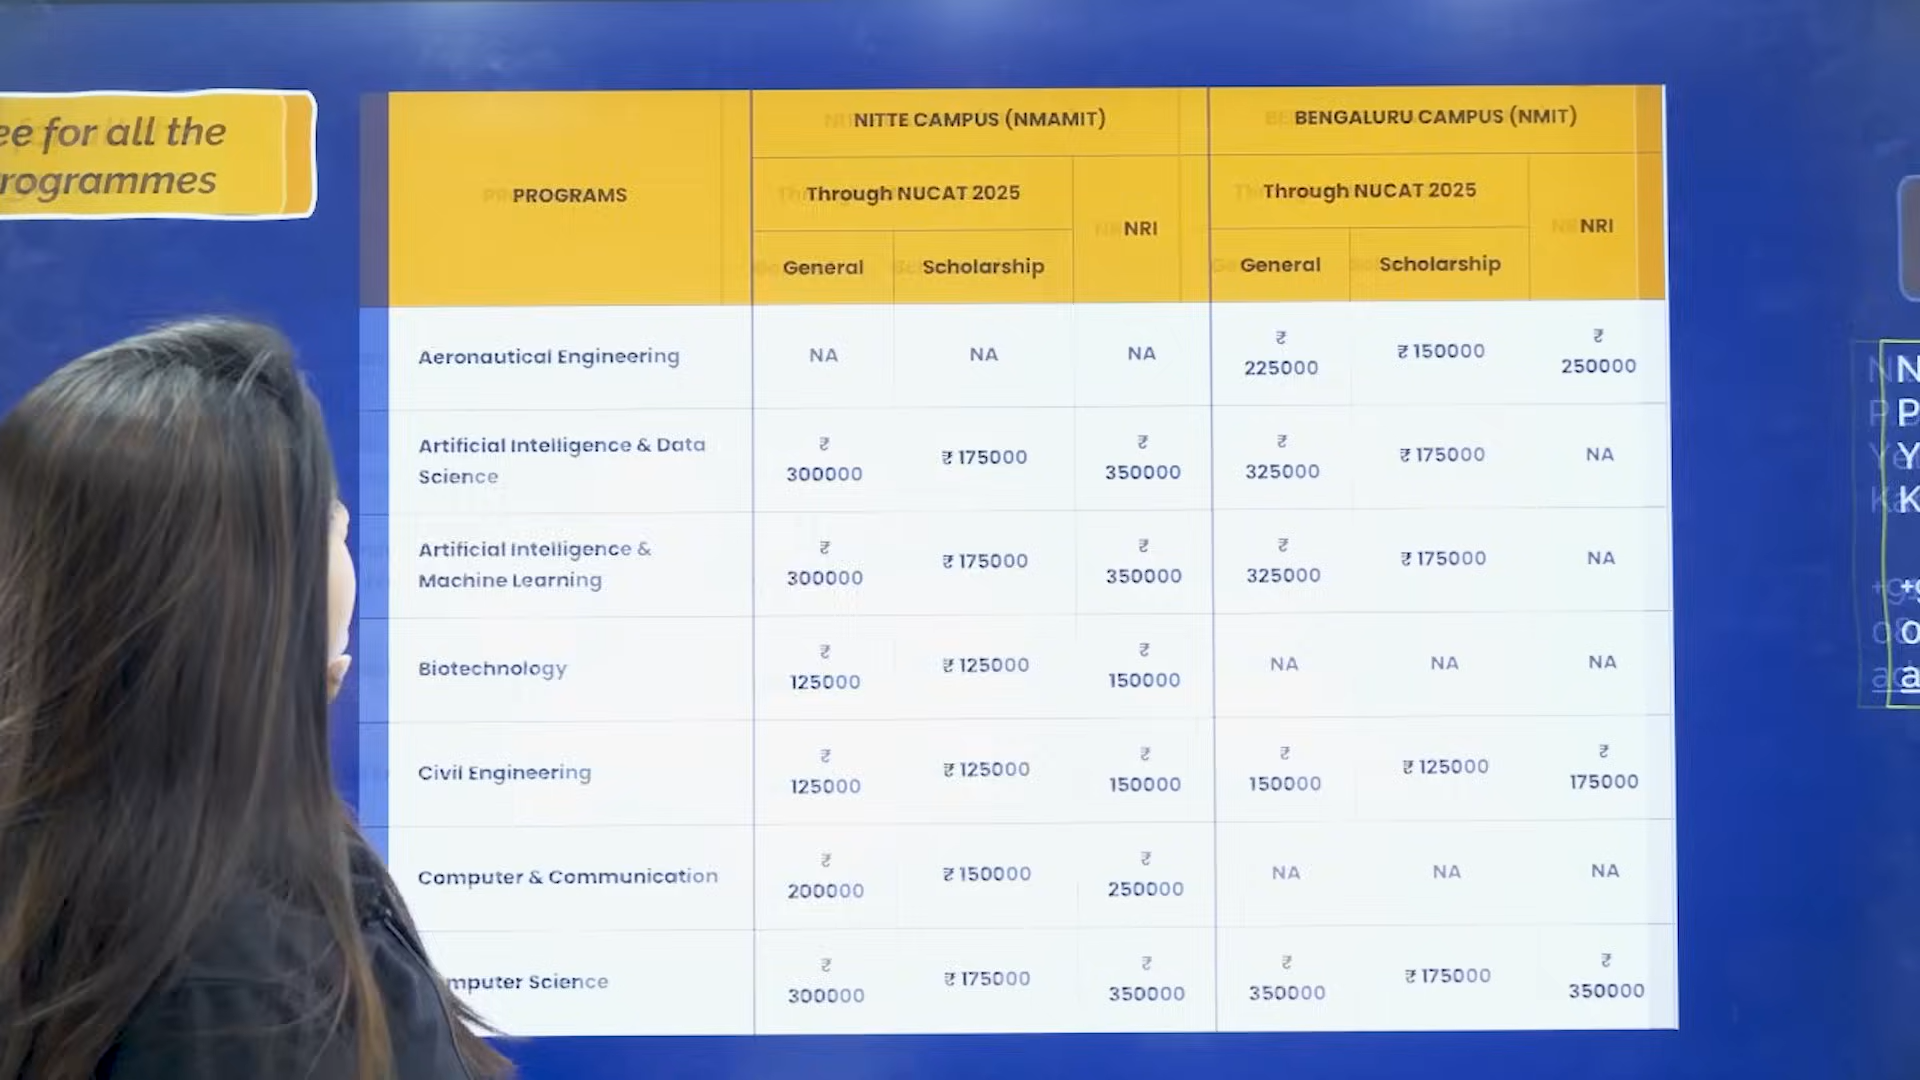 ee for all the
rogrammes
PROGRAMS
NITTE CAMPUS (NMAMIT)
BENGALURU CAMPUS (NMIT)
Through NUCAT 2025
NRI
Through NUCAT 2025
NRI
General
Scholarship
General
Scholarship
Aeronautical Engineering
NA
NA
NA
₹
225000
₹ 150000
₹
250000
Artificial Intelligence & Data
Science
₹
300000
₹ 175000
₹
350000
₹
325000
₹ 175000
NA
Artificial Intelligence &
Machine Learning
₹
300000
₹ 175000
₹
350000
₹
325000
₹ 175000
NA
Biotechnology
₹
125000
₹ 125000
₹
150000
NA
NA
NA
Civil Engineering
₹
125000
₹ 125000
₹
150000
₹
150000
₹ 125000
₹
175000
Computer & Communication
₹
200000
₹ 150000
₹
250000
NA
NA
NA
mputer Science
₹
300000
₹ 175000
₹
350000
₹
350000
₹ 175000
₹
350000